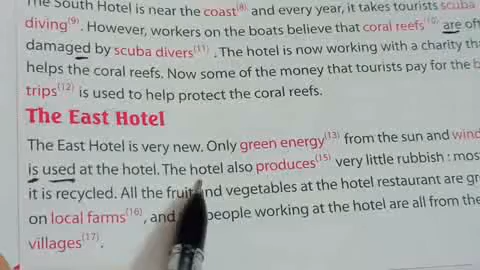 The South Hotel is near the coast(8) and every year, it takes tourists scuba
diving(9). However, workers on the boats believe that coral reefs(10) are
damaged by scuba divers(11). The hotel is now working with a charity
helps the coral reefs. Now some of the money that tourists pay for the
trips(12) is used to help protect the coral reefs.
The East Hotel
The East Hotel is very new. Only green energy(13) from the sun and
is used at the hotel. The hotel also produces(15) very little rubbish: most
it is recycled. All the fruit and vegetables at the hotel restaurant are
on local farms(16), and people working at the hotel are all from the
villages(17).